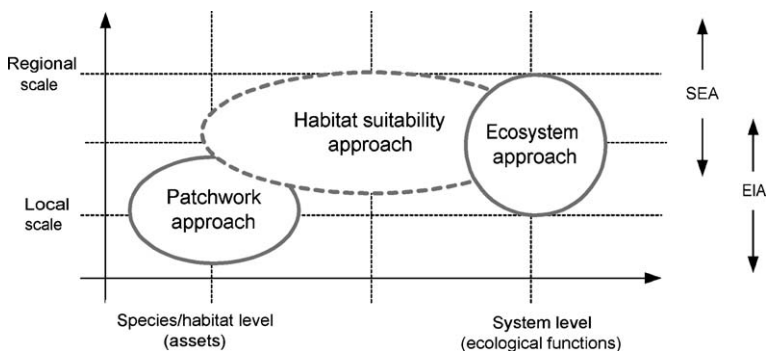 Regional
scale
Habitat suitability
approach
Ecosystem
approach
Patchwork
approach
Local
scale
SEA
EIA
Species/habitat level
(assets)
System level
(ecological functions)